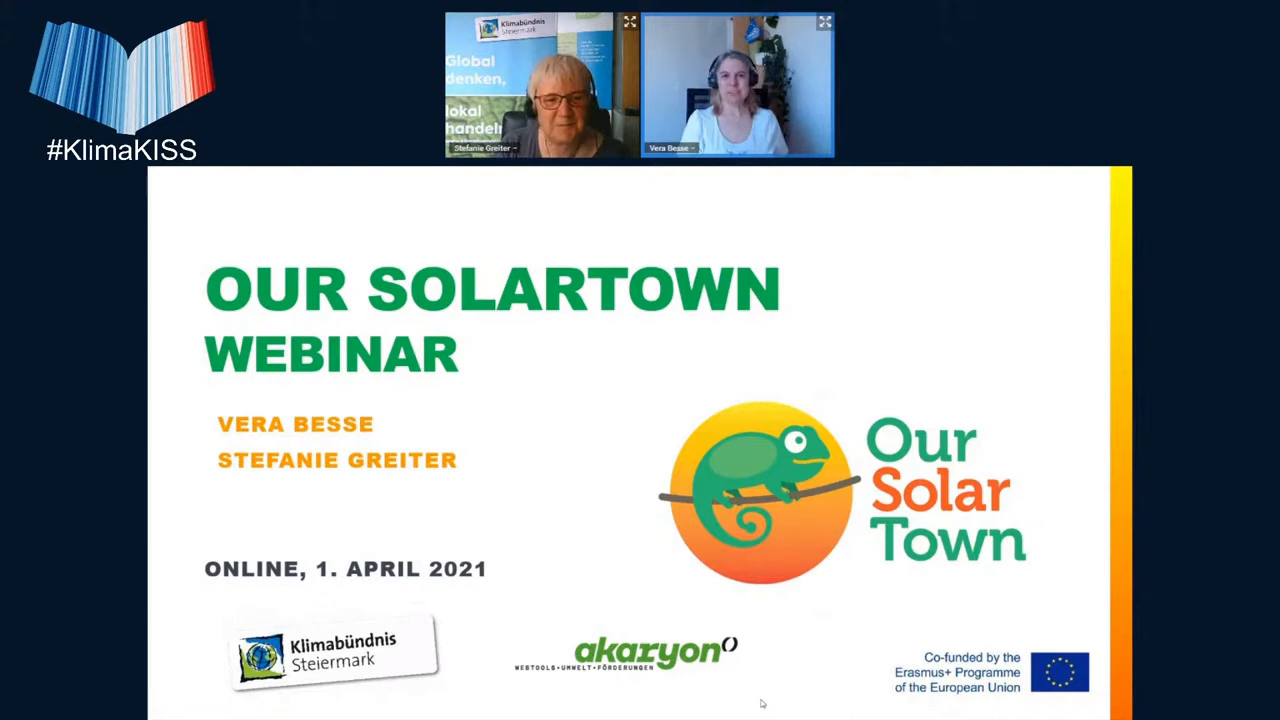 #KlimaKISS
Klimabündnis
Steiermark
Global
denken,
lokal
handeln
Stefanie Greiter –
Vera Besse –
OUR SOLARTOWN
WEBINAR
VERA BESSE
STEFANIE GREITER
Our
Solar
Town
ONLINE, 1. APRIL 2021
Klimabündnis
Steiermark
akaryon
WEBTOOLS•UMWELT•FÖRDERUNGEN
Co-funded by the
Erasmus+ Programme
of the European Union